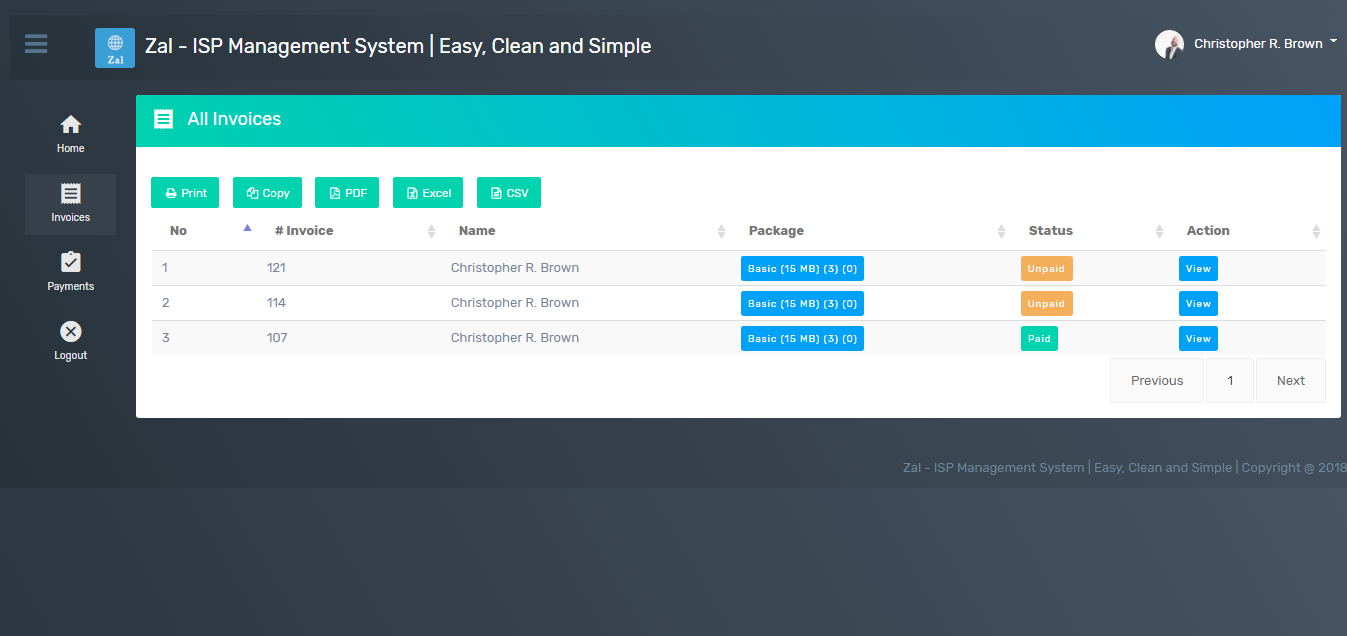 Zal
Zal - ISP Management System | Easy, Clean and Simple
Christopher R. Brown
Home
Invoices
Payments
Logout
All Invoices
Print Copy PDF Excel CSV
No # Invoice Name Package Status Action
1 121 Christopher R. Brown Basic (15 MB) (3) (0) Unpaid View
2 114 Christopher R. Brown Basic (15 MB) (3) (0) Unpaid View
3 107 Christopher R. Brown Basic (15 MB) (3) (0) Paid View
Previous 1 Next
Zal - ISP Management System | Easy, Clean and Simple | Copyright @ 2018